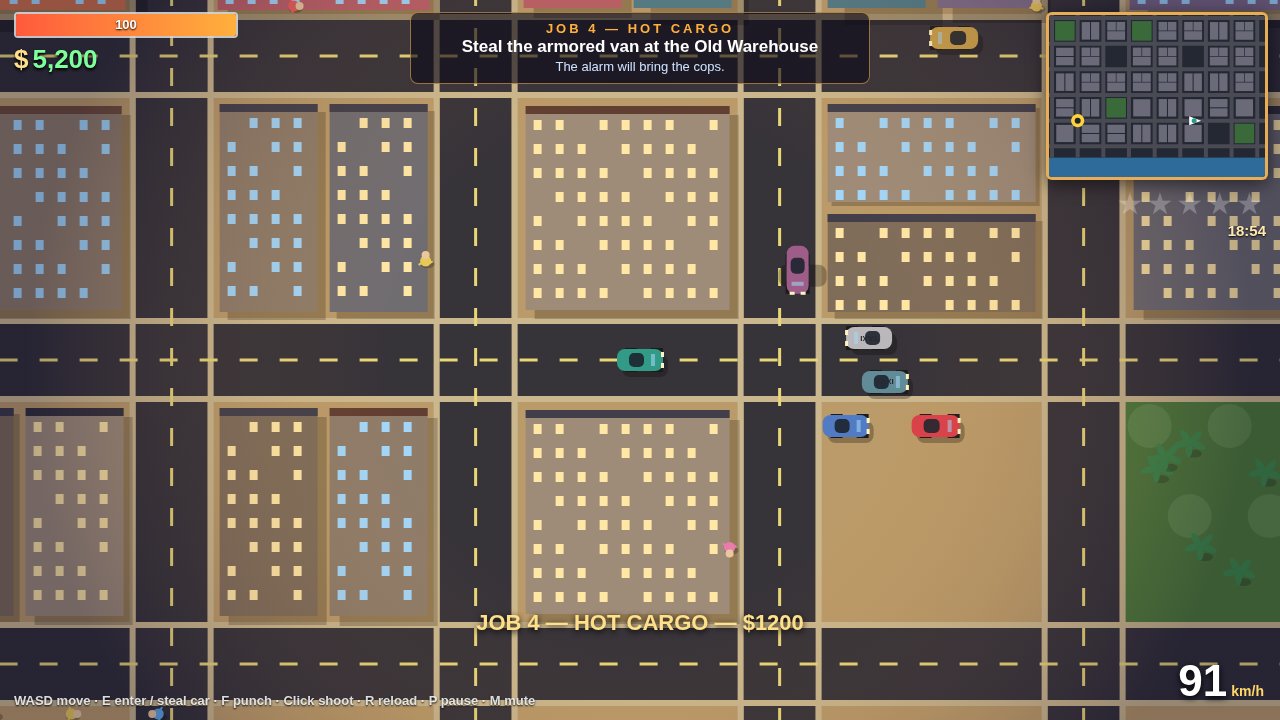 100
$ 5,200
JOB 4 — HOT CARGO
Steal the armored van at the Old Warehouse
The alarm will bring the cops.
18:54
JOB 4 — HOT CARGO — $1200
WASD move · E enter / steal car · F punch · Click shoot · R reload · P pause · M mute
91 km/h